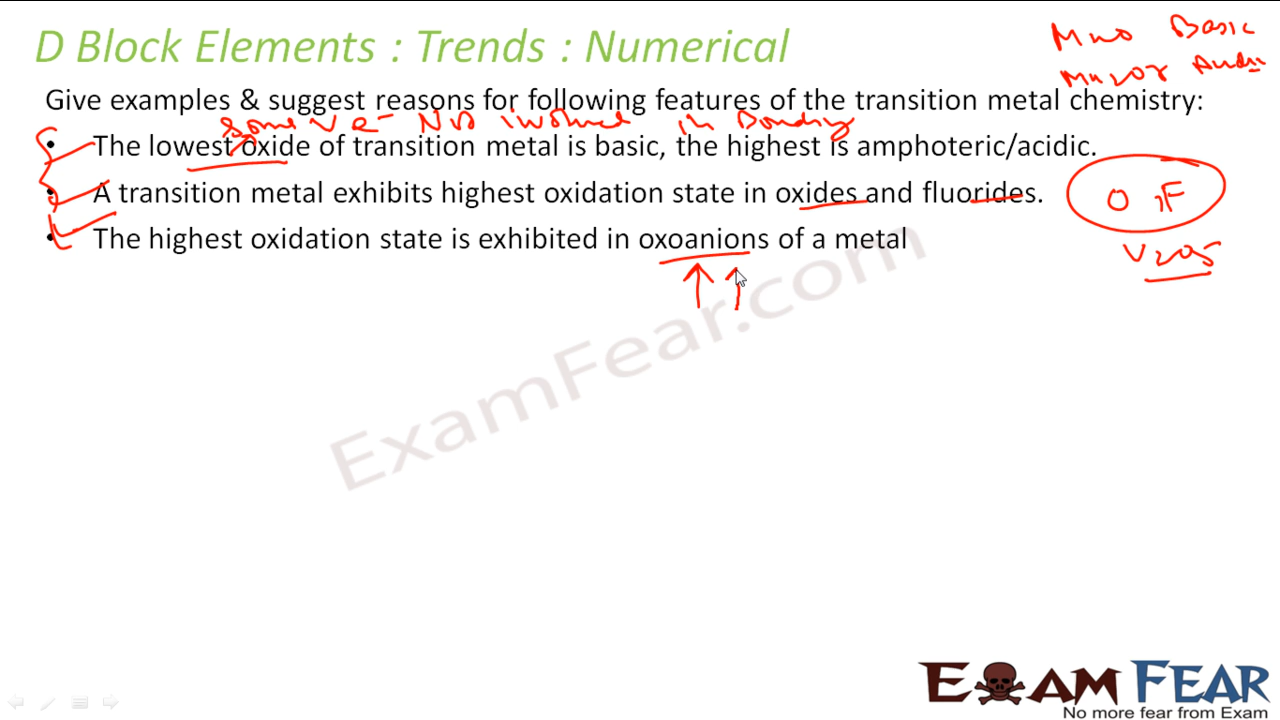 D Block Elements : Trends : Numerical
MnO Basic
Mn2O7 Acidic
Give examples & suggest reasons for following features of the transition metal chemistry:
Some V e- Not involved in Bonding
• The lowest oxide of transition metal is basic, the highest is amphoteric/acidic.
• A transition metal exhibits highest oxidation state in oxides and fluorides.
O , F
• The highest oxidation state is exhibited in oxoanions of a metal
V2O5
ExamFear.com
EXAM FEAR
No more fear from Exam